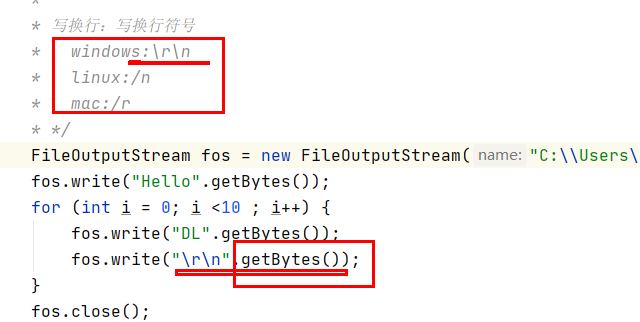 *
* 写换行：写换行符号
* windows:\r\n
* linux:/n
* mac:/r
* */
FileOutputStream fos = new FileOutputStream( name: "C:\\Users\
fos.write("Hello".getBytes());
for (int i = 0; i <10 ; i++) {
fos.write("DL".getBytes());
fos.write("\r\n".getBytes());
}
fos.close();